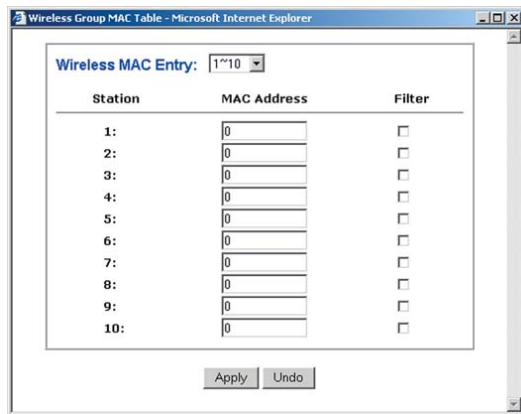 Wireless Group MAC Table - Microsoft Internet Explorer
Wireless MAC Entry: 1~10
Station MAC Address Filter
1: 0
2: 0
3: 0
4: 0
5: 0
6: 0
7: 0
8: 0
9: 0
10: 0
Apply Undo